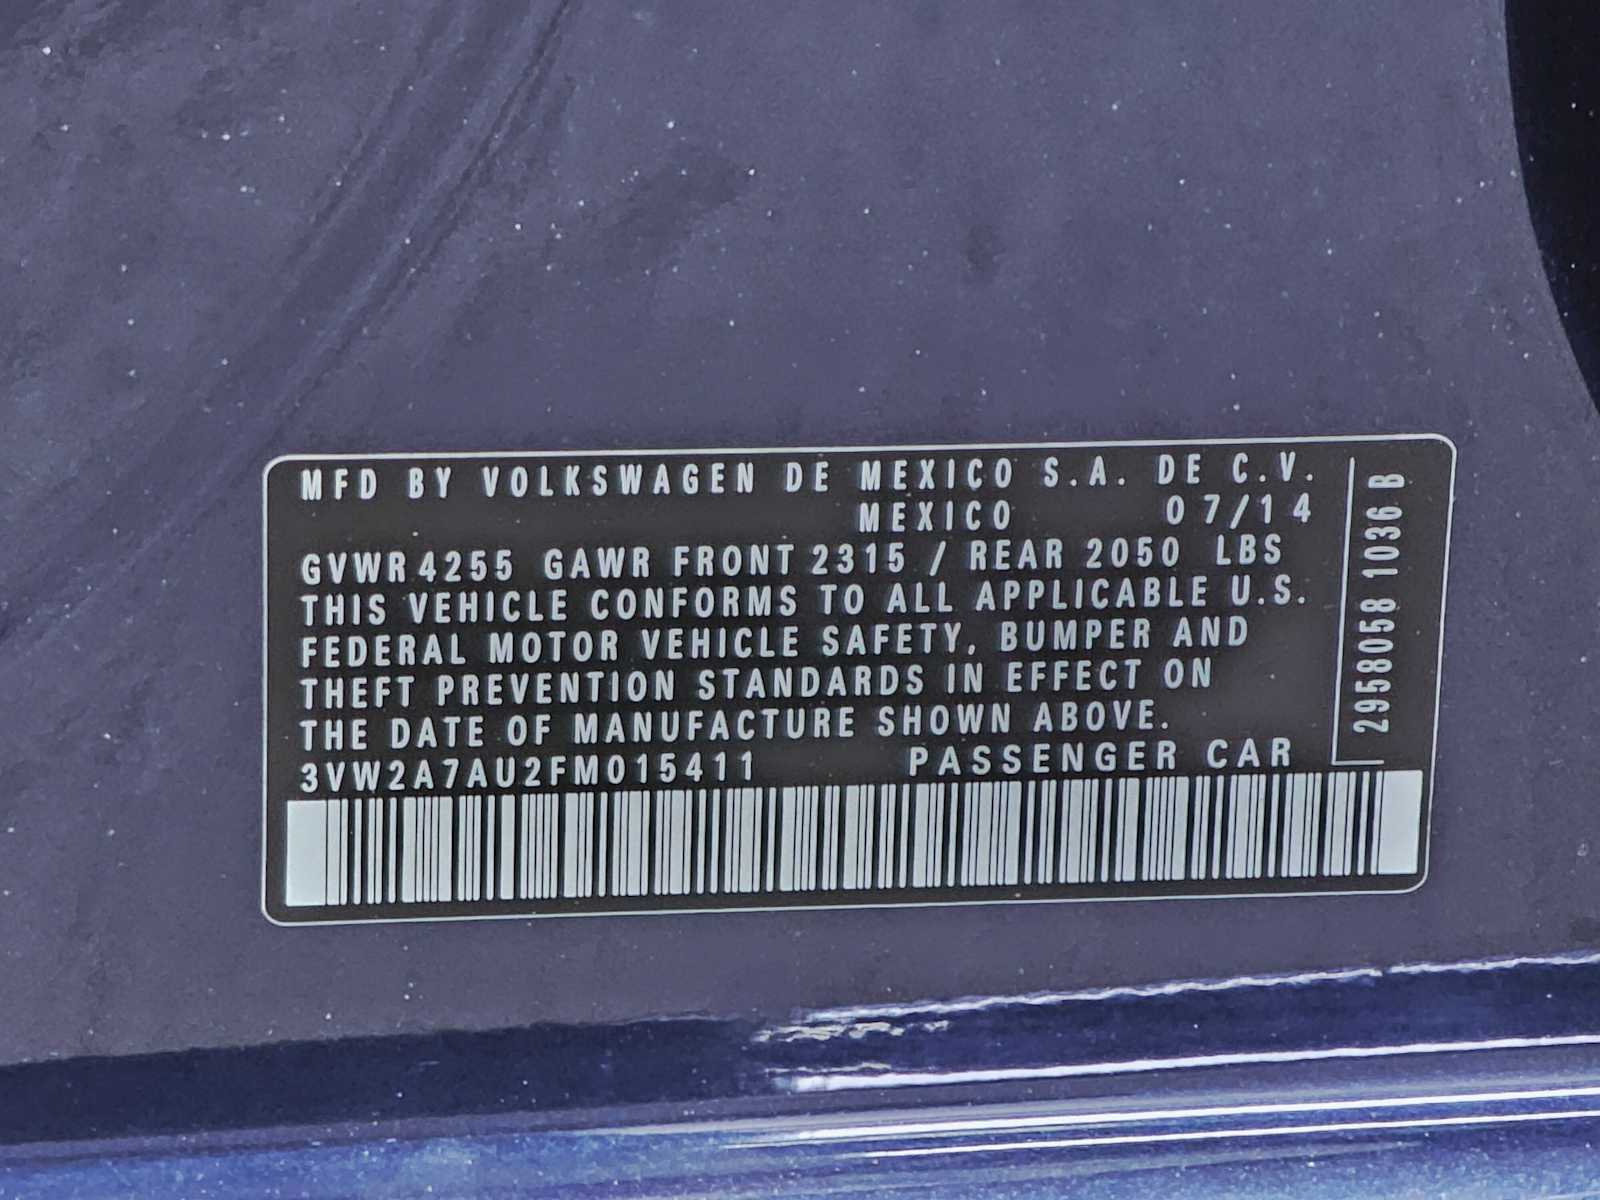 MFD BY VOLKSWAGEN DE MEXICO S.A. DE C.V.
MEXICO 07/14
GVWR 4255 GAWR FRONT 2315 / REAR 2050 LBS
THIS VEHICLE CONFORMS TO ALL APPLICABLE U.S.
FEDERAL MOTOR VEHICLE SAFETY, BUMPER AND
THEFT PREVENTION STANDARDS IN EFFECT ON
THE DATE OF MANUFACTURE SHOWN ABOVE.
3VW2A7AU2FM015411 PASSENGER CAR
2958058 1036 B